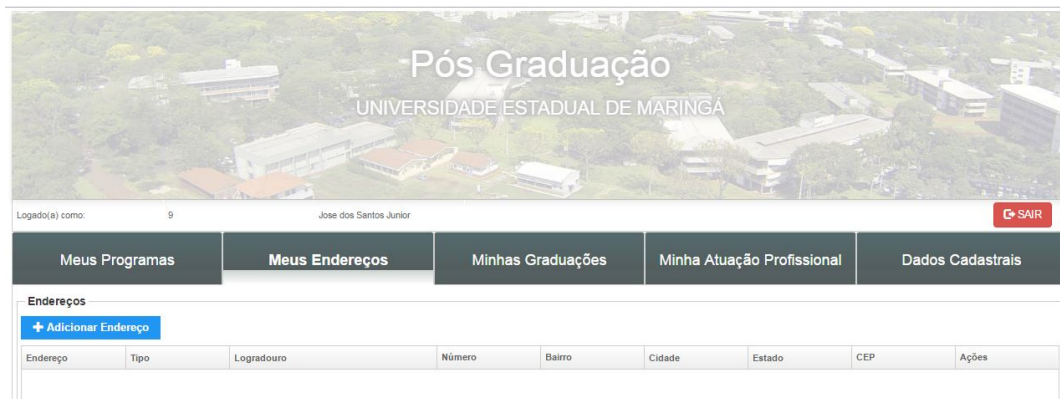 Pós Graduação
UNIVERSIDADE ESTADUAL DE MARINGÁ
Logado(a) como: 9 Jose dos Santos Junior SAIR
Meus Programas Meus Endereços Minhas Graduações Minha Atuação Profissional Dados Cadastrais
Endereços
Adicionar Endereço
Endereço Tipo Logradouro Número Bairro Cidade Estado CEP Ações